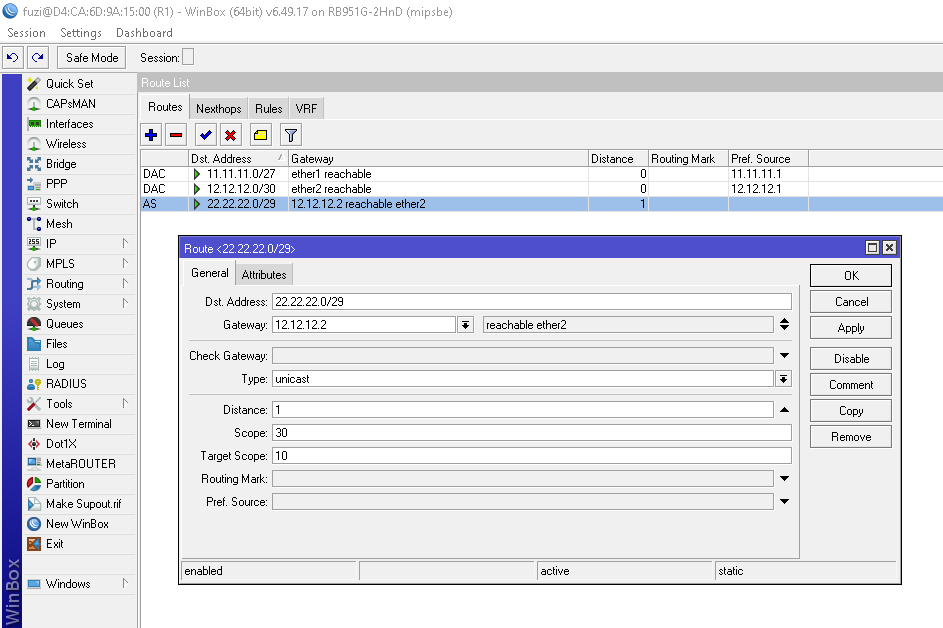 fuzi@D4:CA:6D:9A:15:00 (R1) - WinBox (64bit) v6.49.17 on RB951G-2HnD (mipsbe)
Session Settings Dashboard
Safe Mode Session:
Quick Set
CAPsMAN
Interfaces
Wireless
Bridge
PPP
Switch
Mesh
IP
MPLS
Routing
System
Queues
Files
Log
RADIUS
Tools
New Terminal
Dot1X
MetaROUTER
Partition
Make Supout.rif
New WinBox
Exit
Windows
WinBox
Route List
Routes Nexthops Rules VRF
Dst. Address Gateway Distance Routing Mark Pref. Source
DAC 11.11.11.0/27 ether1 reachable 0 11.11.11.1
DAC 12.12.12.0/30 ether2 reachable 0 12.12.12.1
AS 22.22.22.0/29 12.12.12.2 reachable ether2 1
Route <22.22.22.0/29>
General Attributes
Dst. Address: 22.22.22.0/29
Gateway: 12.12.12.2 reachable ether2
Check Gateway:
Type: unicast
Distance: 1
Scope: 30
Target Scope: 10
Routing Mark:
Pref. Source:
OK
Cancel
Apply
Disable
Comment
Copy
Remove
enabled active static